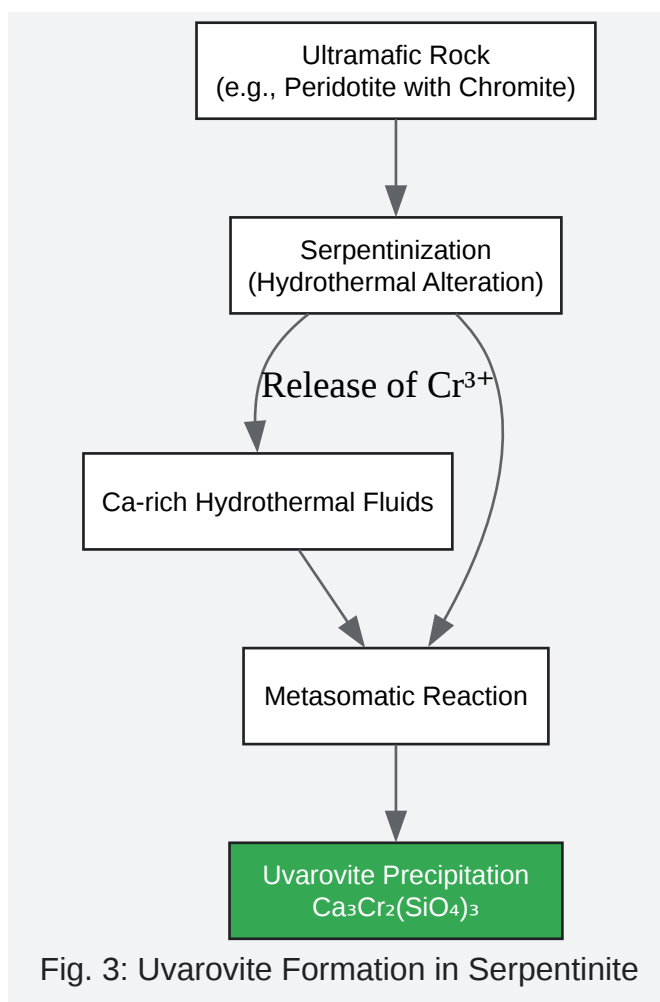 Ultramafic Rock
(e.g., Peridotite with Chromite)
Serpentinization
(Hydrothermal Alteration)
Release of Cr³⁺
Ca-rich Hydrothermal Fluids
Metasomatic Reaction
Uvarovite Precipitation
Ca₃Cr₂(SiO₄)₃
Fig. 3: Uvarovite Formation in Serpentinite